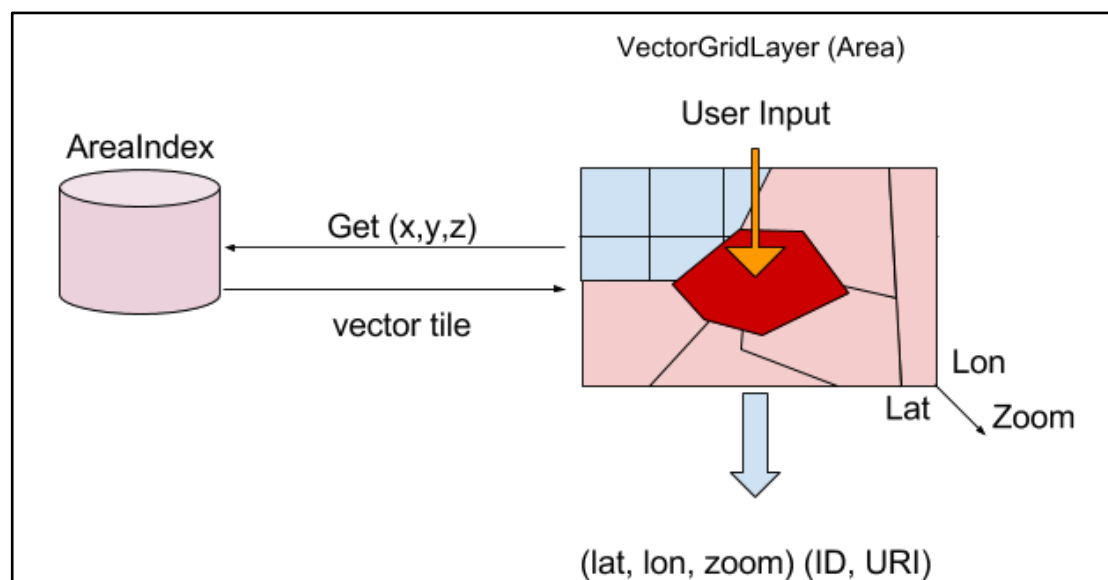 VectorGridLayer (Area)
User Input
AreaIndex
Get (x,y,z)
vector tile
Lon
Lat
Zoom
(lat, lon, zoom) (ID, URI)